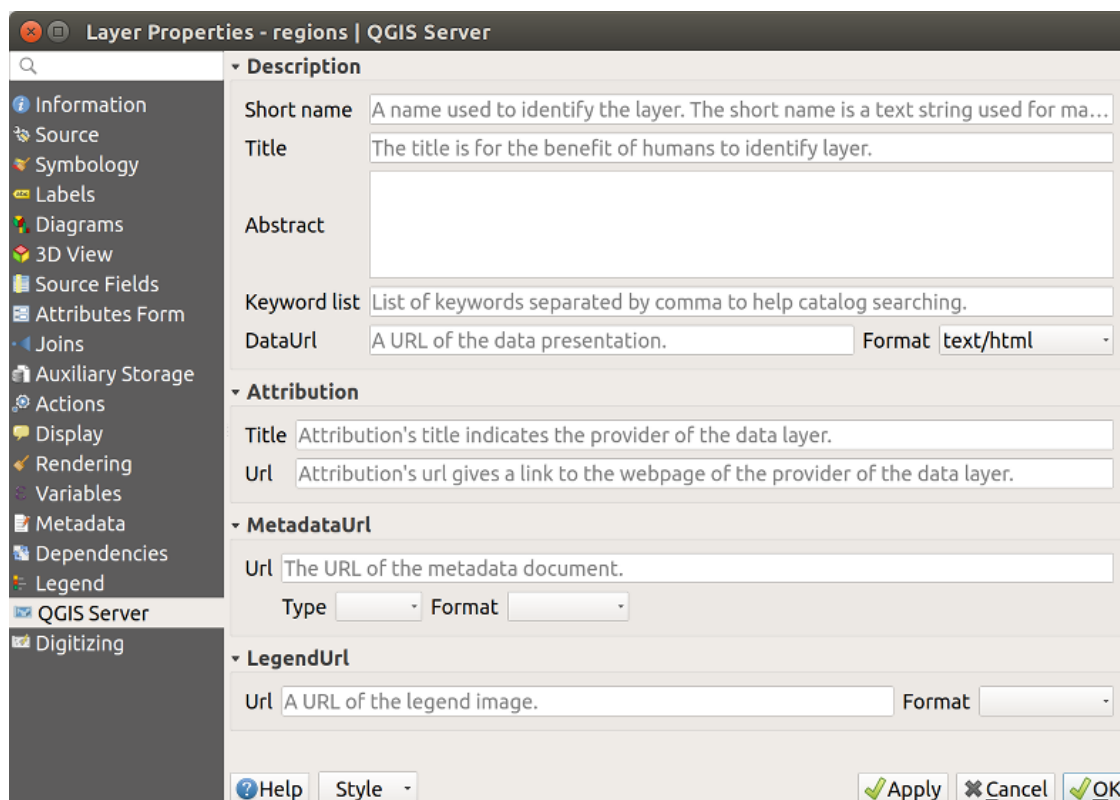 Layer Properties - regions | QGIS Server
Information
Source
Symbology
Labels
Diagrams
3D View
Source Fields
Attributes Form
Joins
Auxiliary Storage
Actions
Display
Rendering
Variables
Metadata
Dependencies
Legend
QGIS Server
Digitizing
Description
Short name A name used to identify the layer. The short name is a text string used for ma...
Title The title is for the benefit of humans to identify layer.
Abstract
Keyword list List of keywords separated by comma to help catalog searching.
DataUrl A URL of the data presentation. Format text/html
Attribution
Title Attribution's title indicates the provider of the data layer.
Url Attribution's url gives a link to the webpage of the provider of the data layer.
MetadataUrl
Url The URL of the metadata document.
Type Format
LegendUrl
Url A URL of the legend image. Format
Help Style Apply Cancel OK